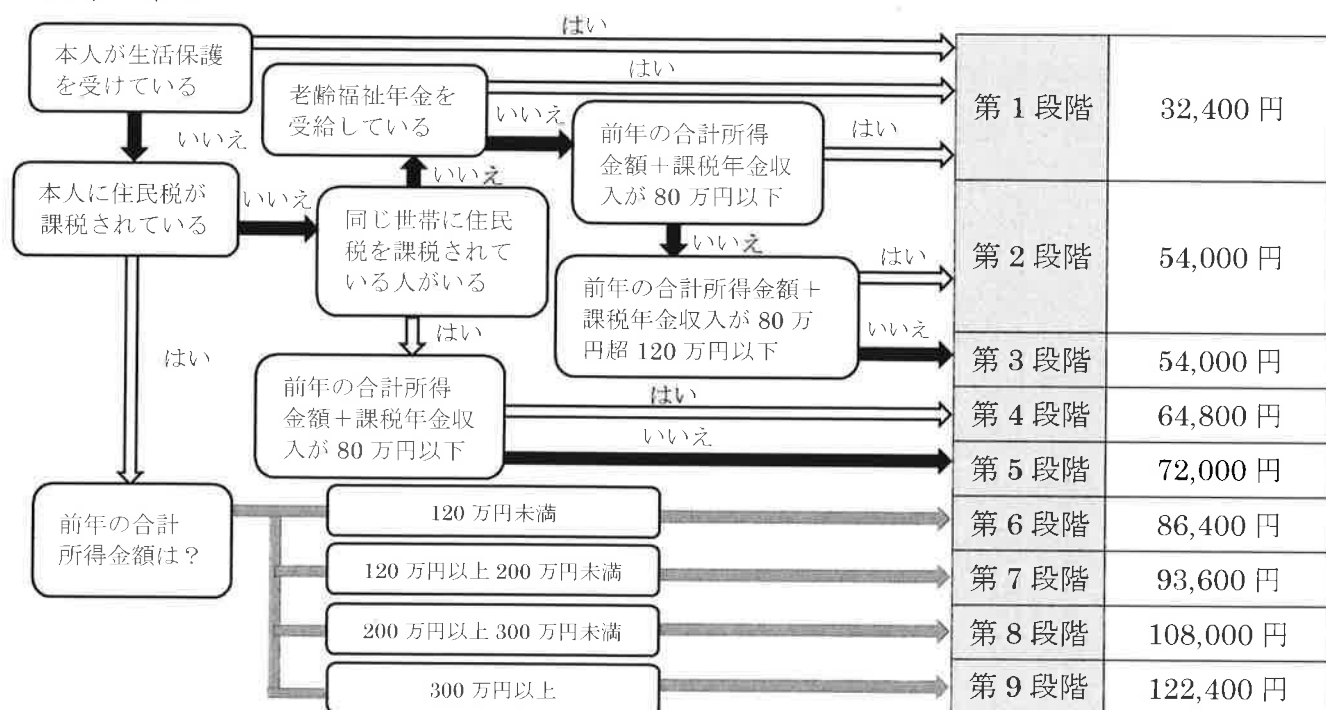 はい
本人が生活保護
を受けている
いいえ
老齢福祉年金を
受給している
はい
いいえ
前年の合計所得
金額+課税年金収
入が 80 万円以下
はい
第 1 段階
32,400 円
本人に住民税が
課税されている
いいえ
いいえ
同じ世帯に住民
税を課税されて
いる人がいる
いいえ
前年の合計所得金額+
課税年金収入が 80 万
円超 120 万円以下
はい
第 2 段階
54,000 円
いいえ
第 3 段階
54,000 円
はい
はい
前年の合計所得
金額+課税年金収
入が 80 万円以下
はい
第 4 段階
64,800 円
いいえ
第 5 段階
72,000 円
前年の合計
所得金額は?
120 万円未満
第 6 段階
86,400 円
120 万円以上 200 万円未満
第 7 段階
93,600 円
200 万円以上 300 万円未満
第 8 段階
108,000 円
300 万円以上
第 9 段階
122,400 円